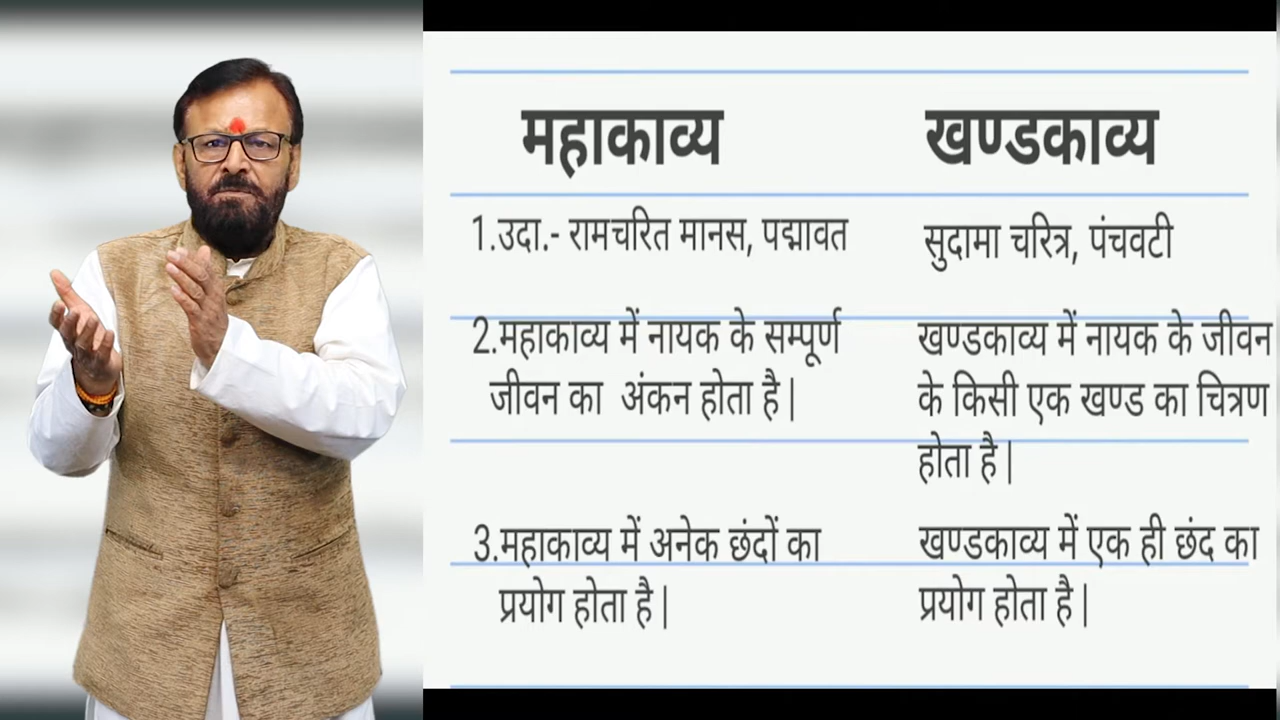 महाकाव्य
खण्डकाव्य
1.उदा.- रामचरित मानस, पद्मावत
सुदामा चरित्र, पंचवटी
2.महाकाव्य में नायक के सम्पूर्ण
जीवन का अंकन होता है |
खण्डकाव्य में नायक के जीवन
के किसी एक खण्ड का चित्रण
होता है |
3.महाकाव्य में अनेक छंदों का
प्रयोग होता है |
खण्डकाव्य में एक ही छंद का
प्रयोग होता है |